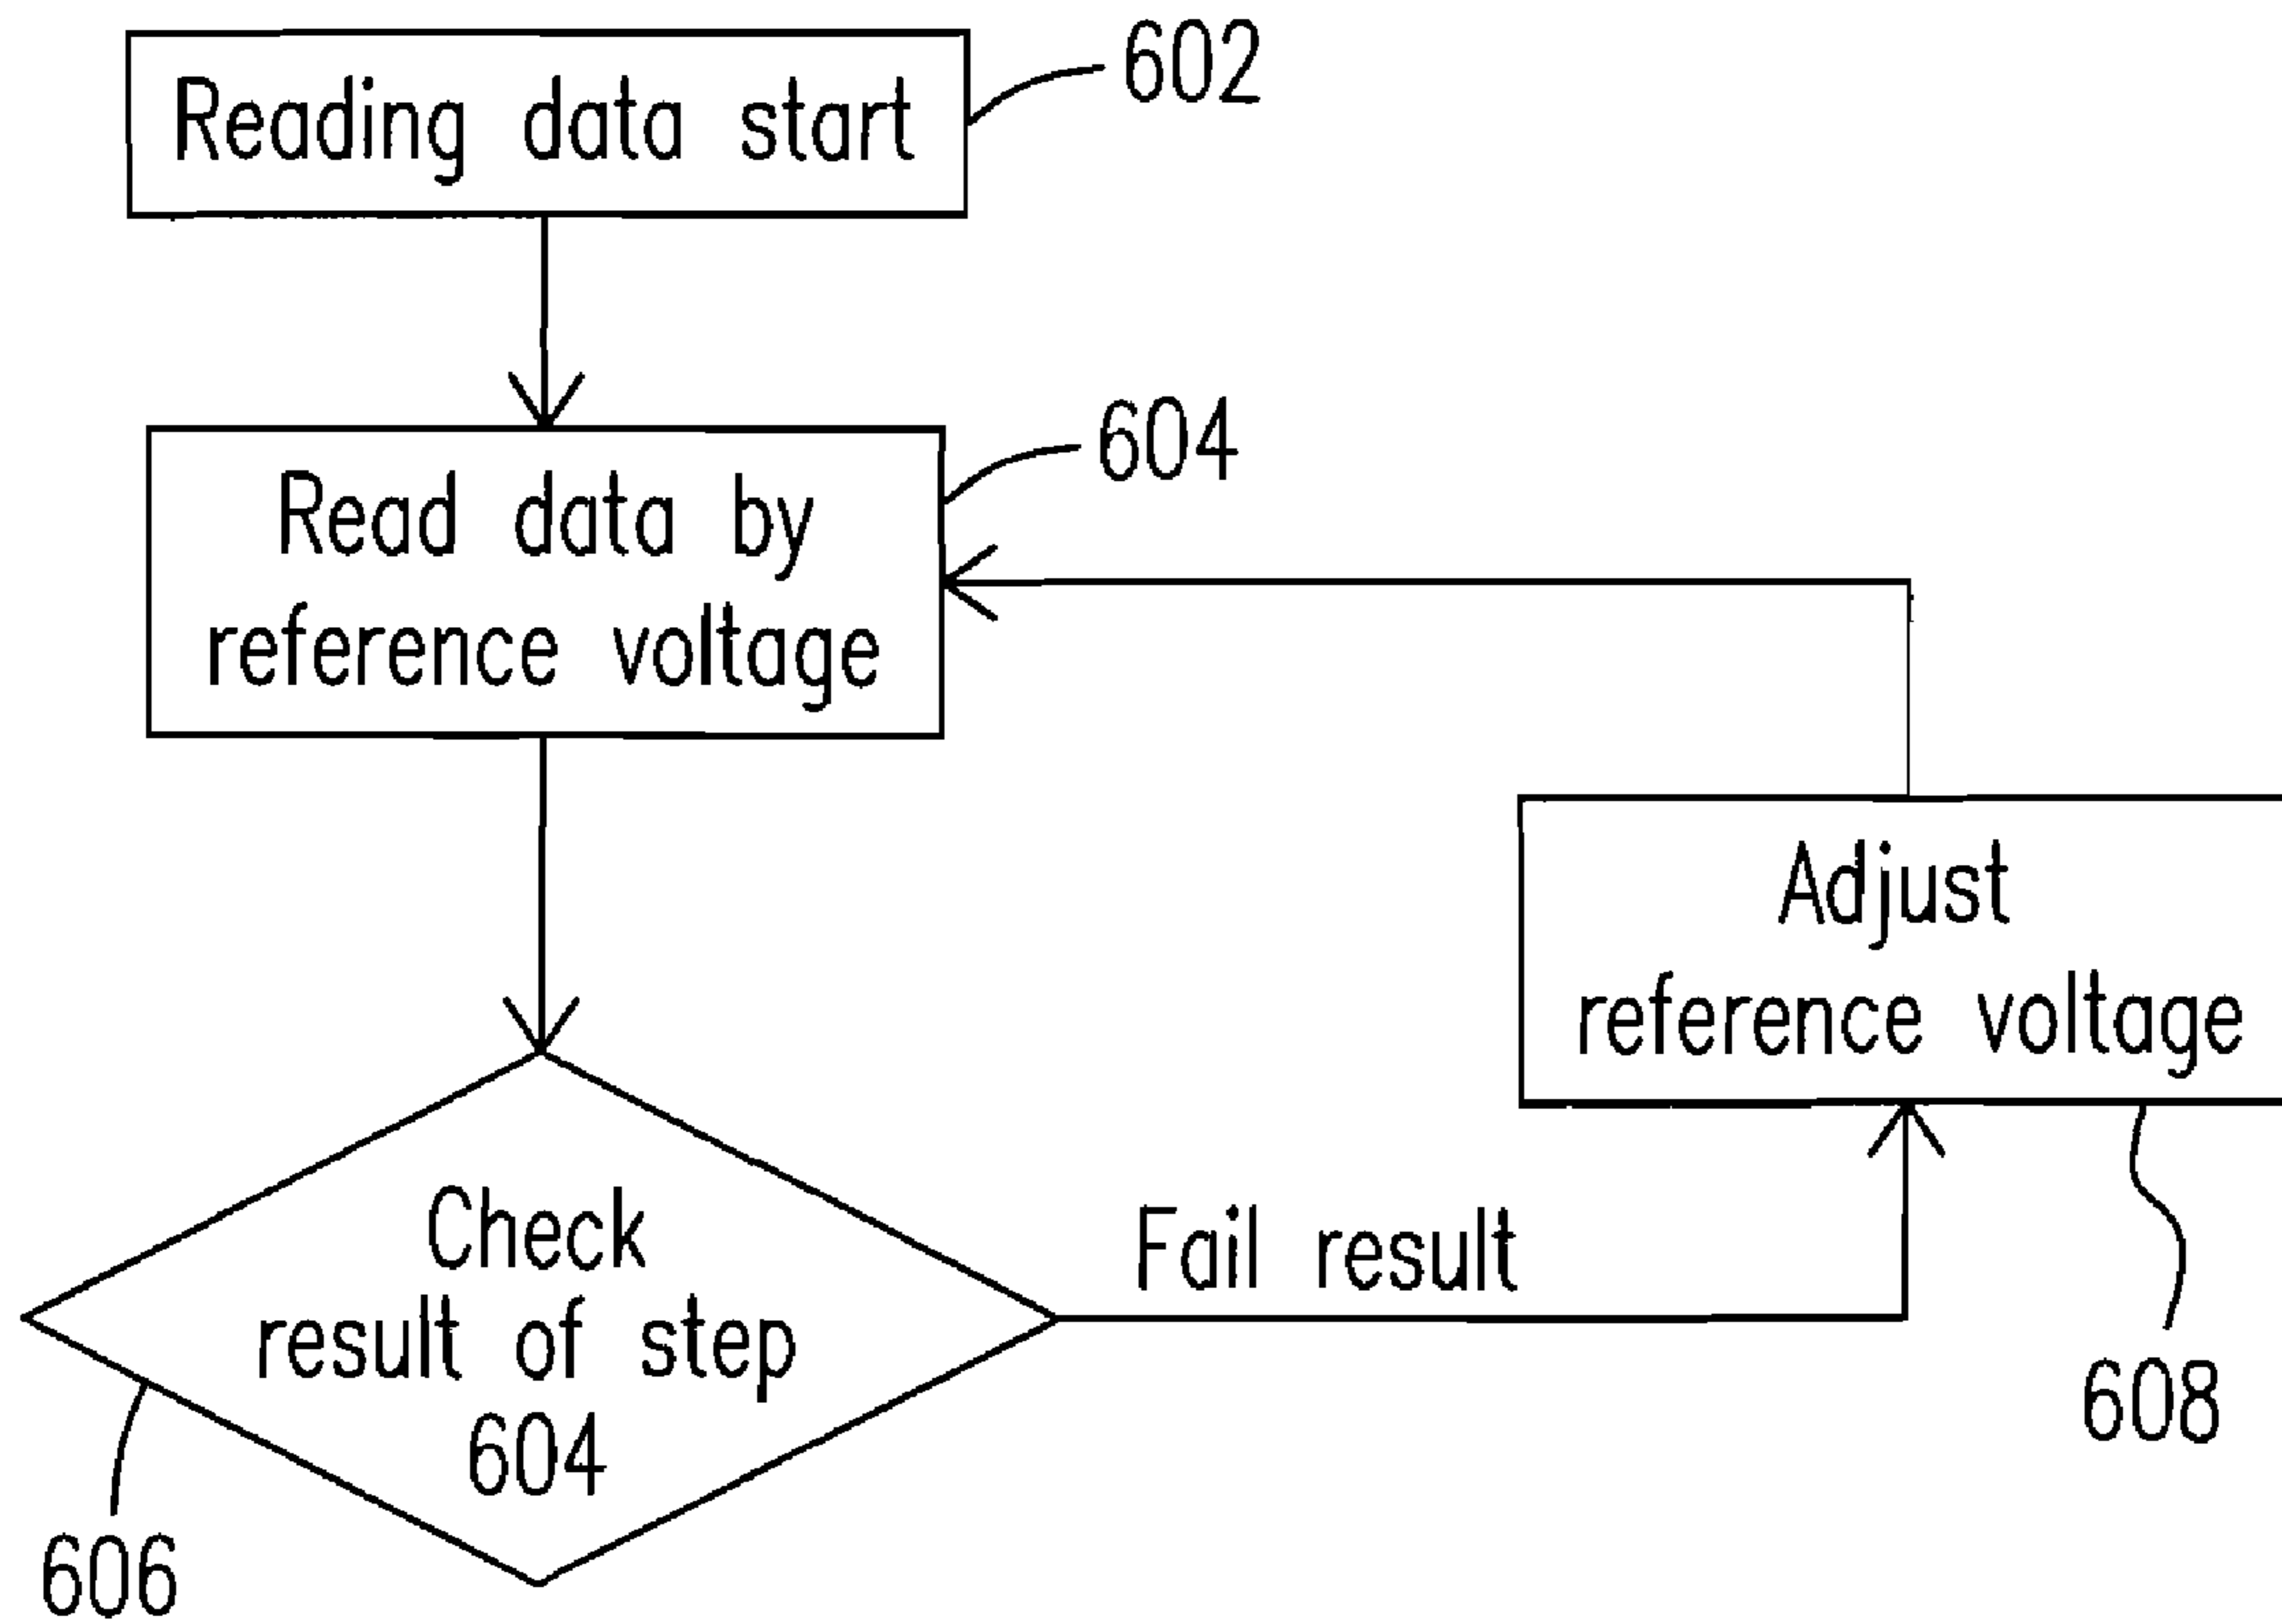 Reading data start
602
Read data by
reference voltage
604
Adjust
reference voltage
608
Check
result of step
604
606
Fail result